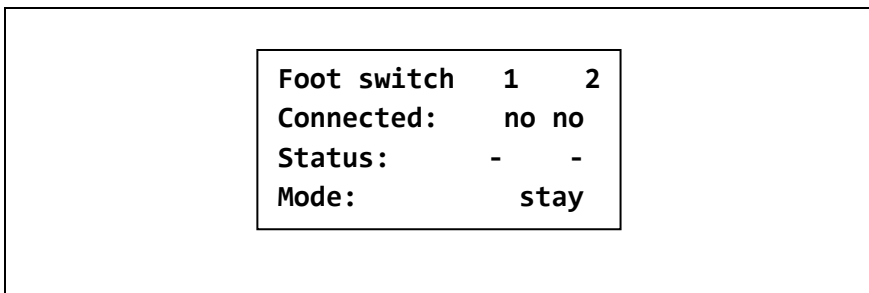 Foot switch 1 2
Connected: no no
Status: - -
Mode: stay